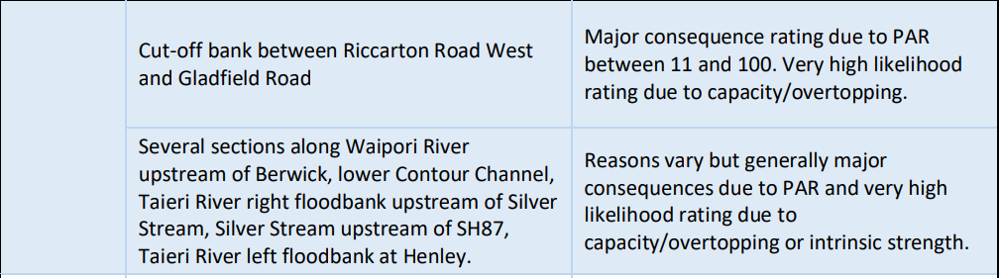 Cut-off bank between Riccarton Road West
and Gladfield Road
Major consequence rating due to PAR
between 11 and 100. Very high likelihood
rating due to capacity/overtopping.
Several sections along Waipori River
upstream of Berwick, lower Contour Channel,
Taieri River right floodbank upstream of Silver
Stream, Silver Stream upstream of SH87,
Taieri River left floodbank at Henley.
Reasons vary but generally major
consequences due to PAR and very high
likelihood rating due to
capacity/overtopping or intrinsic strength.